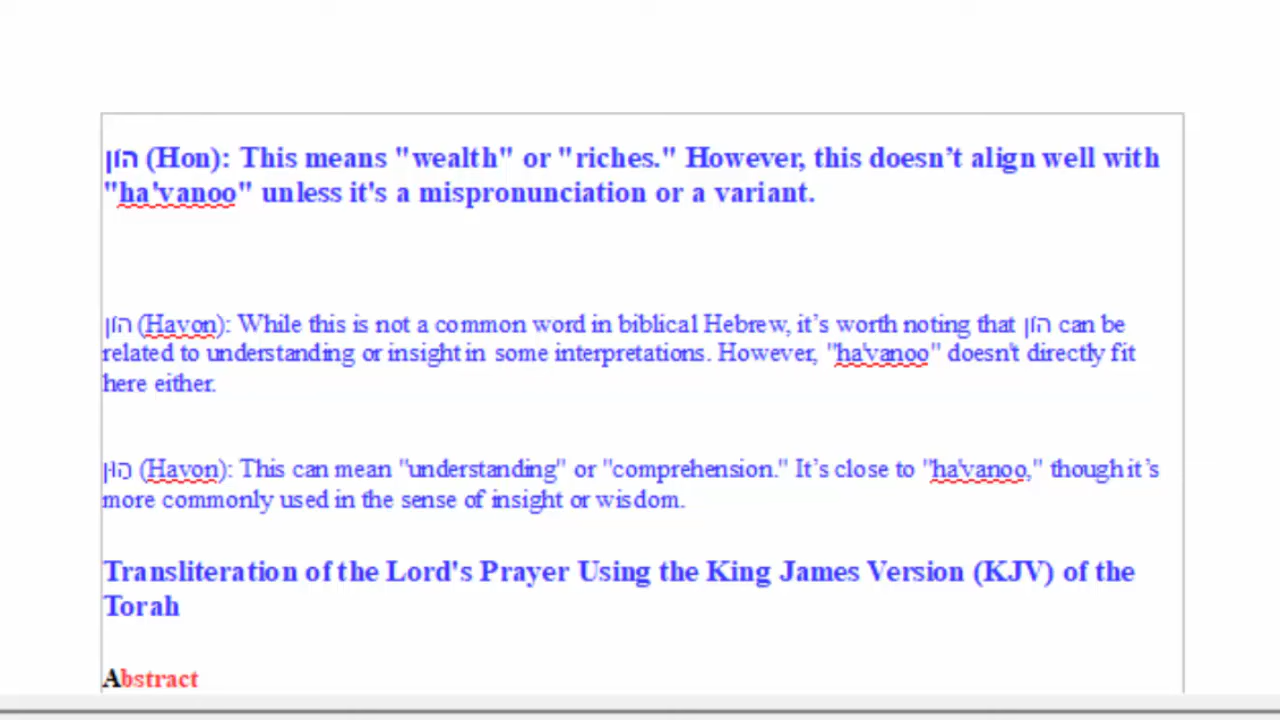 הון (Hon): This means "wealth" or "riches." However, this doesn’t align well with
"ha'vanoo" unless it's a mispronunciation or a variant.
הון (Havon): While this is not a common word in biblical Hebrew, it’s worth noting that הון can be
related to understanding or insight in some interpretations. However, "ha'vanoo" doesn't directly fit
here either.
הון (Havon): This can mean "understanding" or "comprehension." It’s close to "ha'vanoo," though it’s
more commonly used in the sense of insight or wisdom.
Transliteration of the Lord's Prayer Using the King James Version (KJV) of the
Torah
Abstract